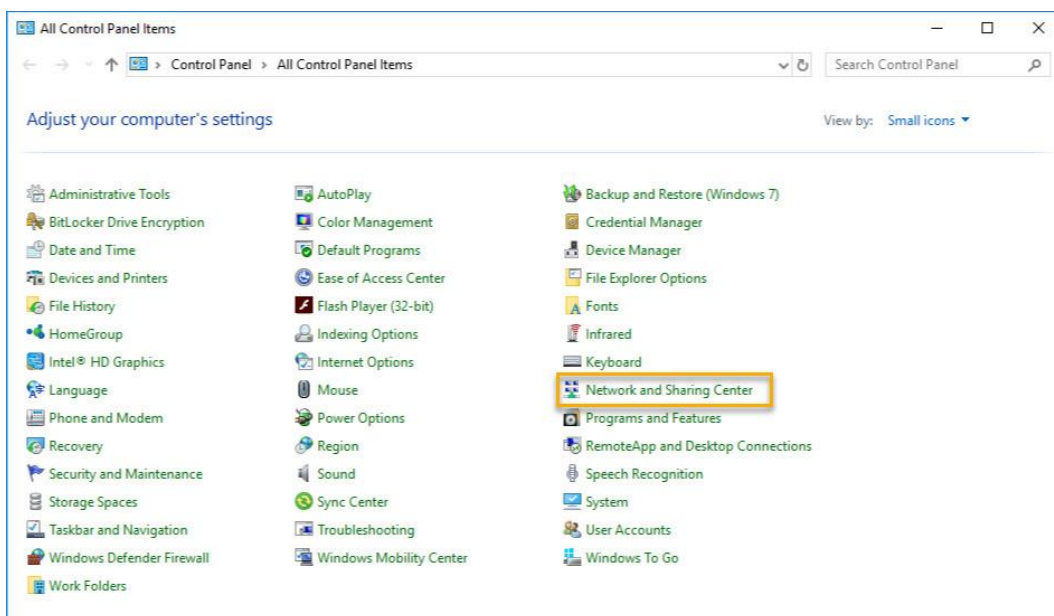 All Control Panel Items
Control Panel > All Control Panel Items
Search Control Panel
Adjust your computer's settings
View by: Small icons
Administrative Tools
AutoPlay
Backup and Restore (Windows 7)
BitLocker Drive Encryption
Color Management
Credential Manager
Date and Time
Default Programs
Device Manager
Devices and Printers
Ease of Access Center
File Explorer Options
File History
Flash Player (32-bit)
Fonts
HomeGroup
Indexing Options
Infrared
Intel® HD Graphics
Internet Options
Keyboard
Language
Mouse
Network and Sharing Center
Phone and Modem
Power Options
Programs and Features
Recovery
Region
RemoteApp and Desktop Connections
Security and Maintenance
Sound
Speech Recognition
Storage Spaces
Sync Center
System
Taskbar and Navigation
Troubleshooting
User Accounts
Windows Defender Firewall
Windows Mobility Center
Windows To Go
Work Folders